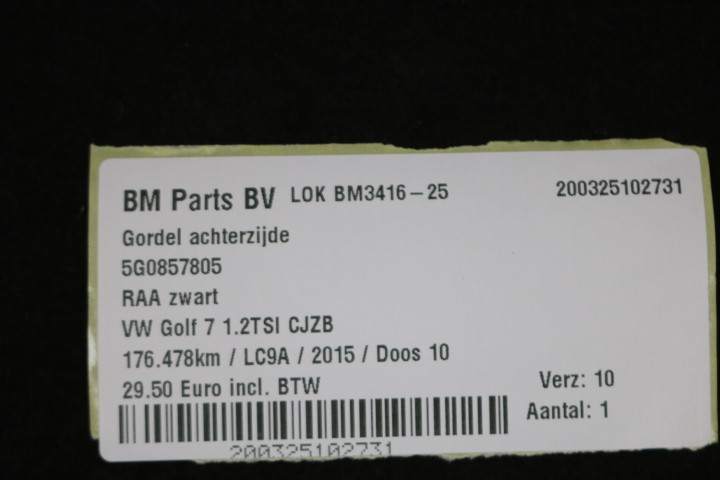 BM Parts BV LOK BM3416-25 200325102731
Gordel achterzijde
5G0857805
RAA zwart
VW Golf 7 1.2TSI CJZB
176.478km / LC9A / 2015 / Doos 10
29.50 Euro incl. BTW Verz: 10
Aantal: 1
200325102731